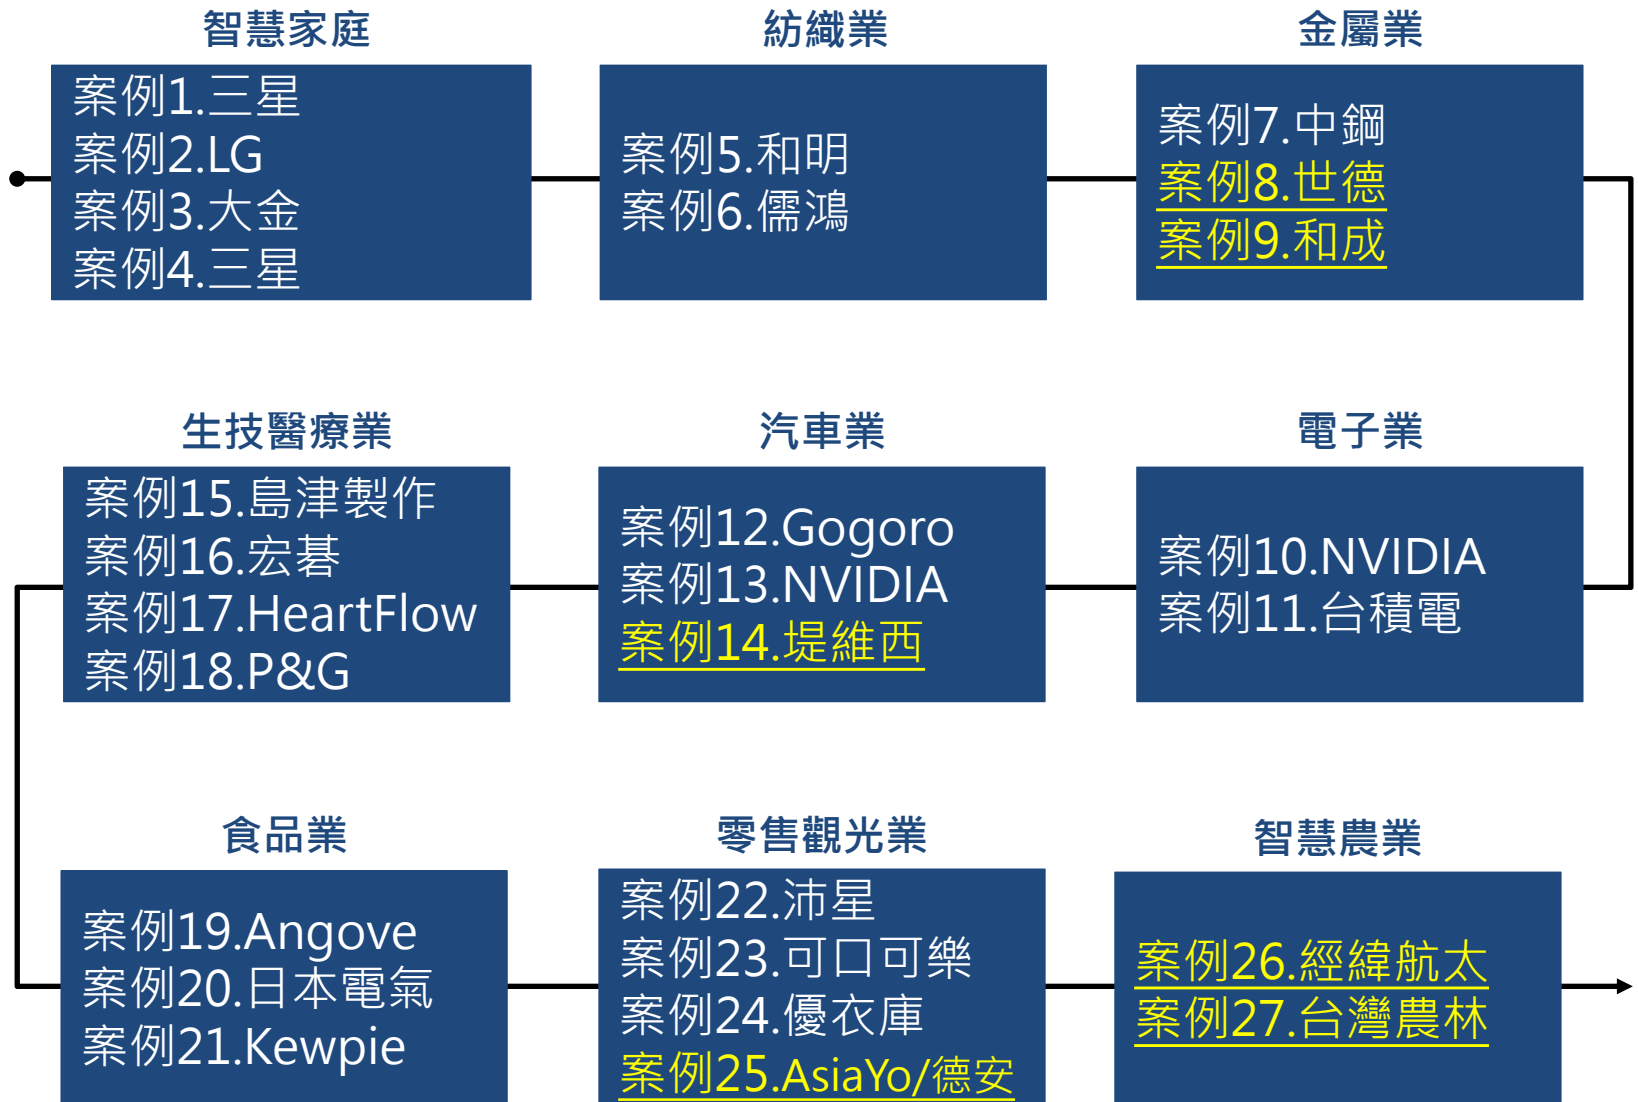 智慧家庭
案例1.三星
案例2.LG
案例3.大金
案例4.三星
紡織業
案例5.和明
案例6.儒鴻
金屬業
案例7.中鋼
案例8.世德
案例9.和成
電子業
案例10.NVIDIA
案例11.台積電
汽車業
案例12.Gogoro
案例13.NVIDIA
案例14.堤維西
生技醫療業
案例15.島津製作
案例16.宏碁
案例17.HeartFlow
案例18.P&G
食品業
案例19.Angove
案例20.日本電氣
案例21.Kewpie
零售觀光業
案例22.沛星
案例23.可口可樂
案例24.優衣庫
案例25.AsiaYo/德安
智慧農業
案例26.經緯航太
案例27.台灣農林